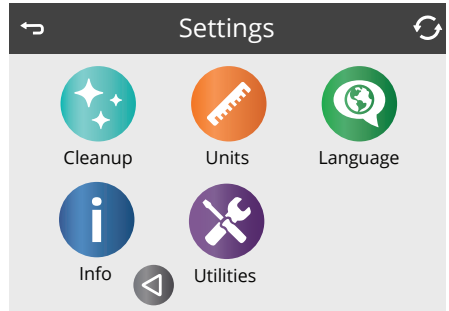 Settings
Cleanup
Units
Language
Info
Utilities